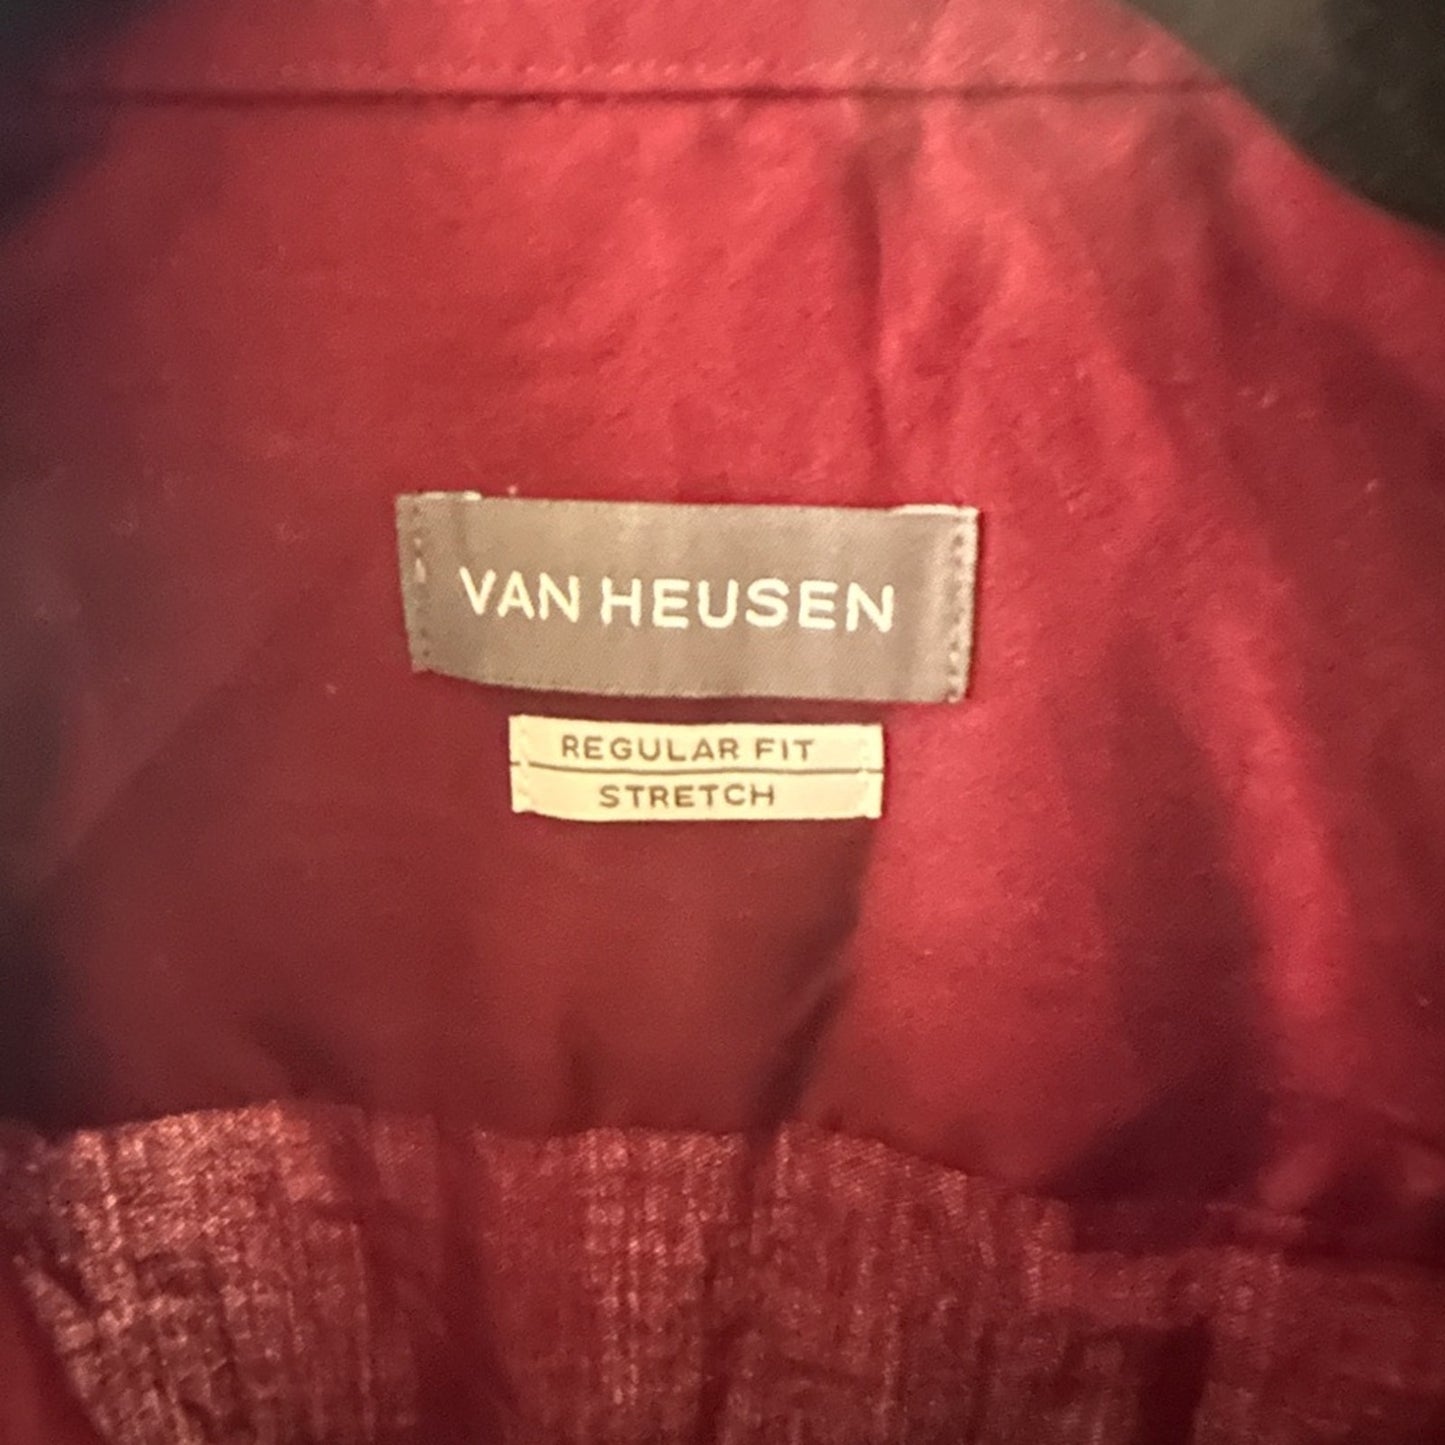 VAN HEUSEN
REGULAR FIT
STRETCH